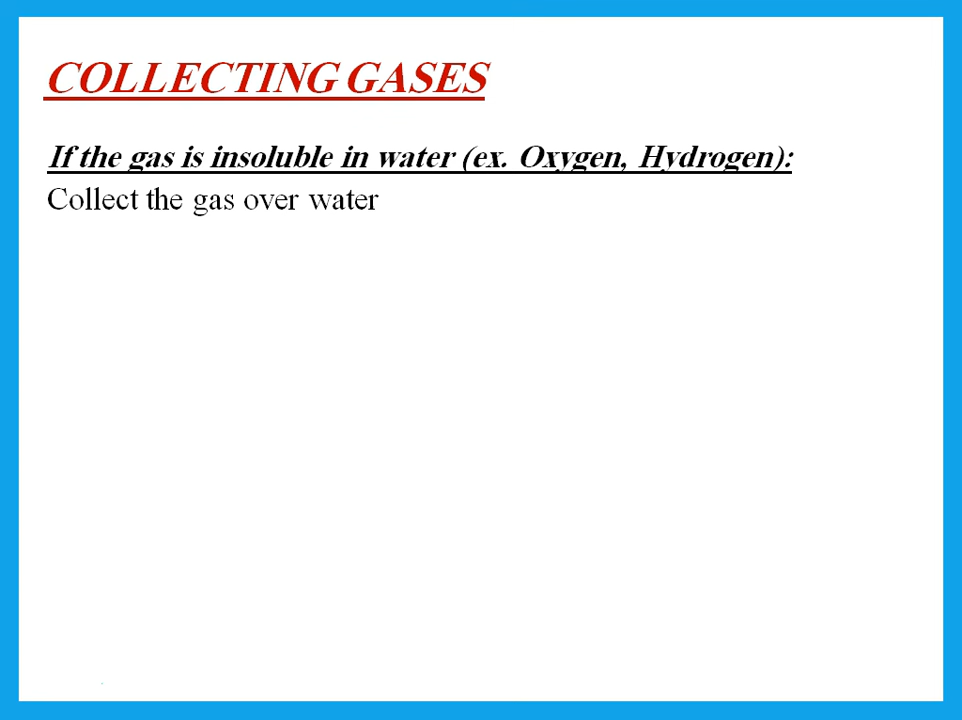 COLLECTING GASES
If the gas is insoluble in water (ex. Oxygen, Hydrogen):
Collect the gas over water